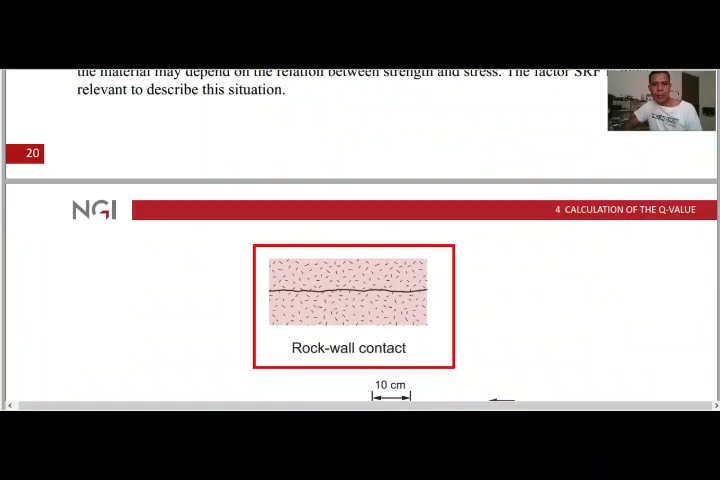 the material may depend on the relation between strength and stress. The factor SRF
relevant to describe this situation.
20
NGI
4 CALCULATION OF THE Q-VALUE
Rock-wall contact
10 cm